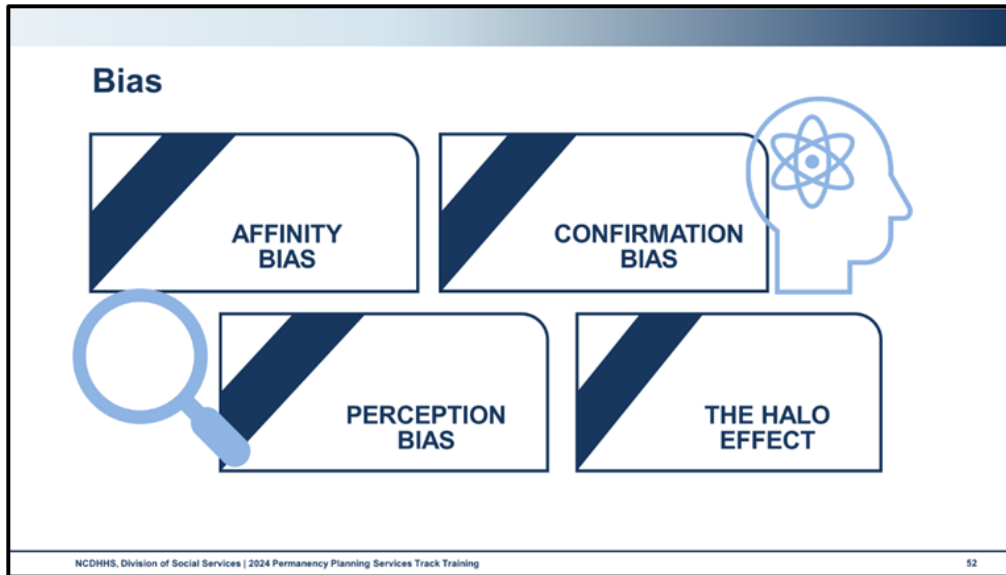 Bias
AFFINITY
BIAS
CONFIRMATION
BIAS
PERCEPTION
BIAS
THE HALO
EFFECT
NCDHHS, Division of Social Services | 2024 Permanency Planning Services Track Training
52